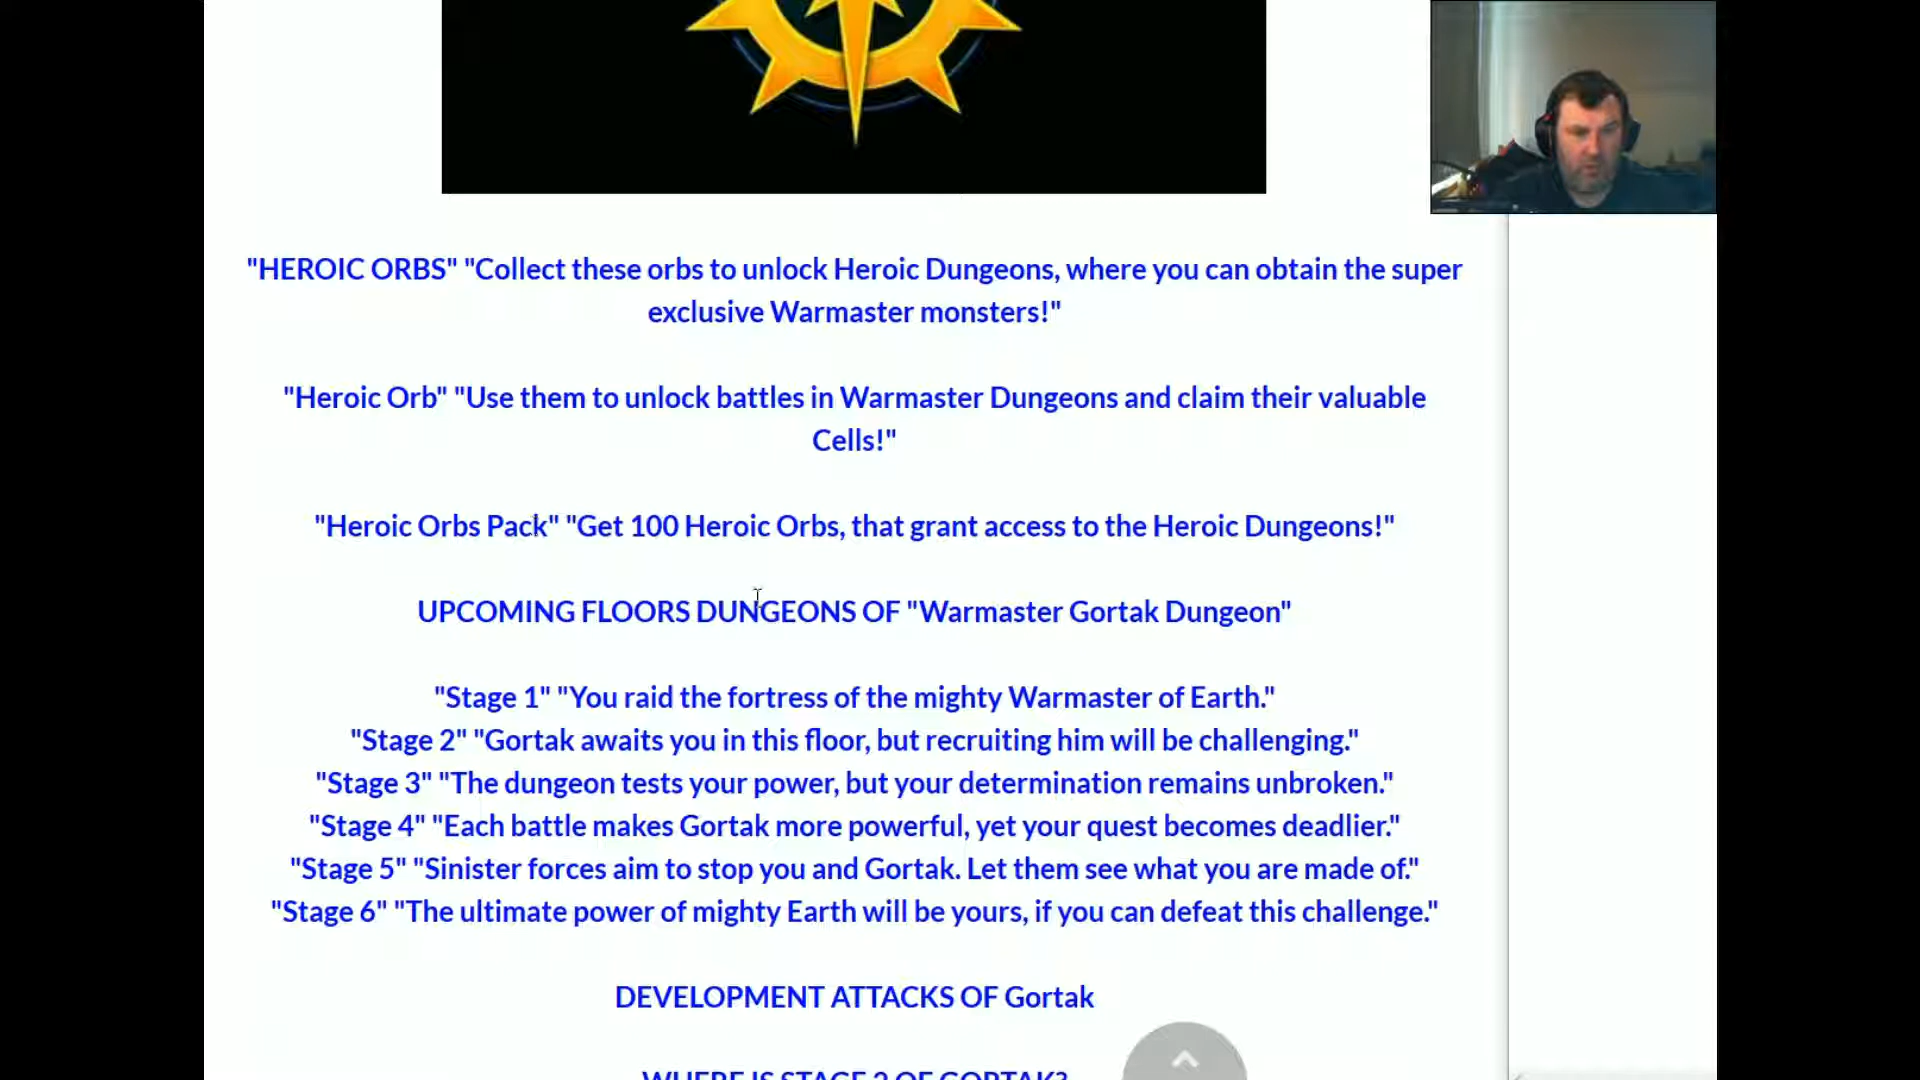 "HEROIC ORBS" "Collect these orbs to unlock Heroic Dungeons, where you can obtain the super
exclusive Warmaster monsters!"
"Heroic Orb" "Use them to unlock battles in Warmaster Dungeons and claim their valuable
Cells!"
"Heroic Orbs Pack" "Get 100 Heroic Orbs, that grant access to the Heroic Dungeons!"
UPCOMING FLOORS DUNGEONS OF "Warmaster Gortak Dungeon"
"Stage 1" "You raid the fortress of the mighty Warmaster of Earth."
"Stage 2" "Gortak awaits you in this floor, but recruiting him will be challenging."
"Stage 3" "The dungeon tests your power, but your determination remains unbroken."
"Stage 4" "Each battle makes Gortak more powerful, yet your quest becomes deadlier."
"Stage 5" "Sinister forces aim to stop you and Gortak. Let them see what you are made of."
"Stage 6" "The ultimate power of mighty Earth will be yours, if you can defeat this challenge."
DEVELOPMENT ATTACKS OF Gortak
WHERE IS STAGE 2 OF GORTAK?